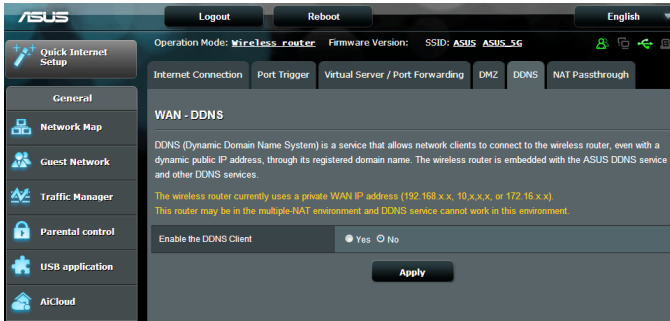 ASUS
Logout
Reboot
English
Quick Internet
Setup
Operation Mode: Wireless router Firmware Version: SSID: ASUS ASUS_5G
Internet Connection
Port Trigger
Virtual Server / Port Forwarding
DMZ
DDNS
NAT Passthrough
General
Network Map
Guest Network
Traffic Manager
Parental control
USB application
AiCloud
WAN - DDNS
DDNS (Dynamic Domain Name System) is a service that allows network clients to connect to the wireless router, even with a
dynamic public IP address, through its registered domain name. The wireless router is embedded with the ASUS DDNS service
and other DDNS services.
The wireless router currently uses a private WAN IP address (192.168.x.x, 10,x,x,x, or 172.16.x.x).
This router may be in the multiple-NAT environment and DDNS service cannot work in this environment.
Enable the DDNS Client
Yes No
Apply